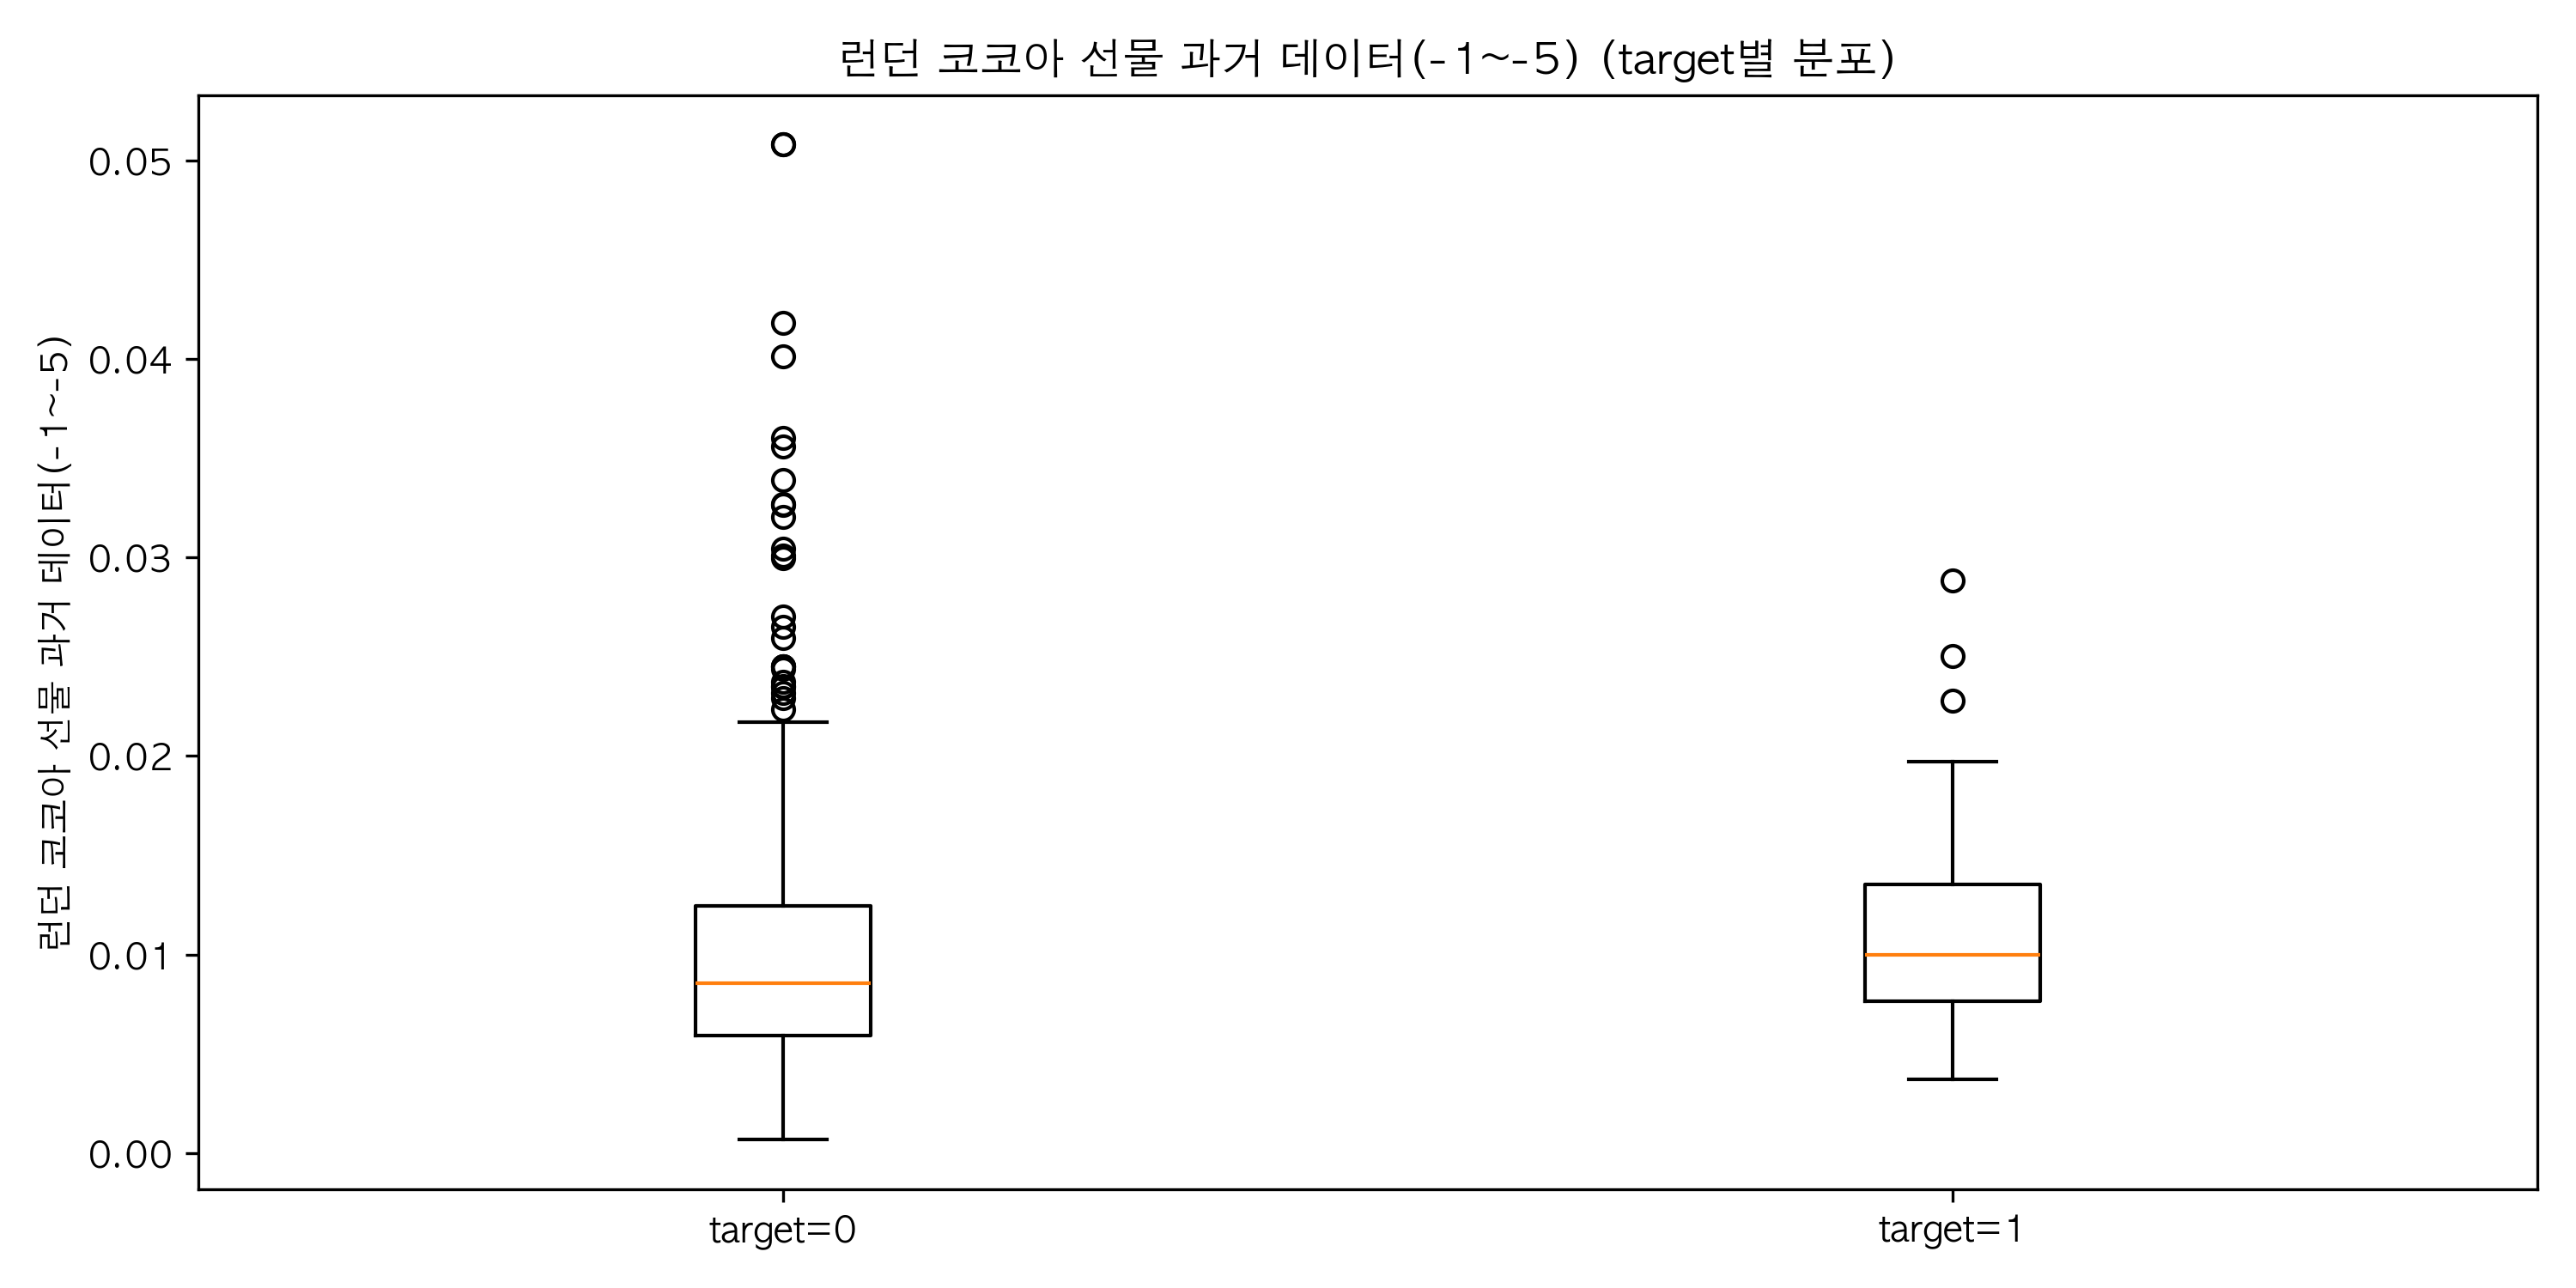 런던 코코아 선물 과거 데이터(-1~-5) (target별 분포)
런던 코코아 선물 과거 데이터(-1~-5)
0.05
0.04
0.03
0.02
0.01
0.00
target=0
target=1